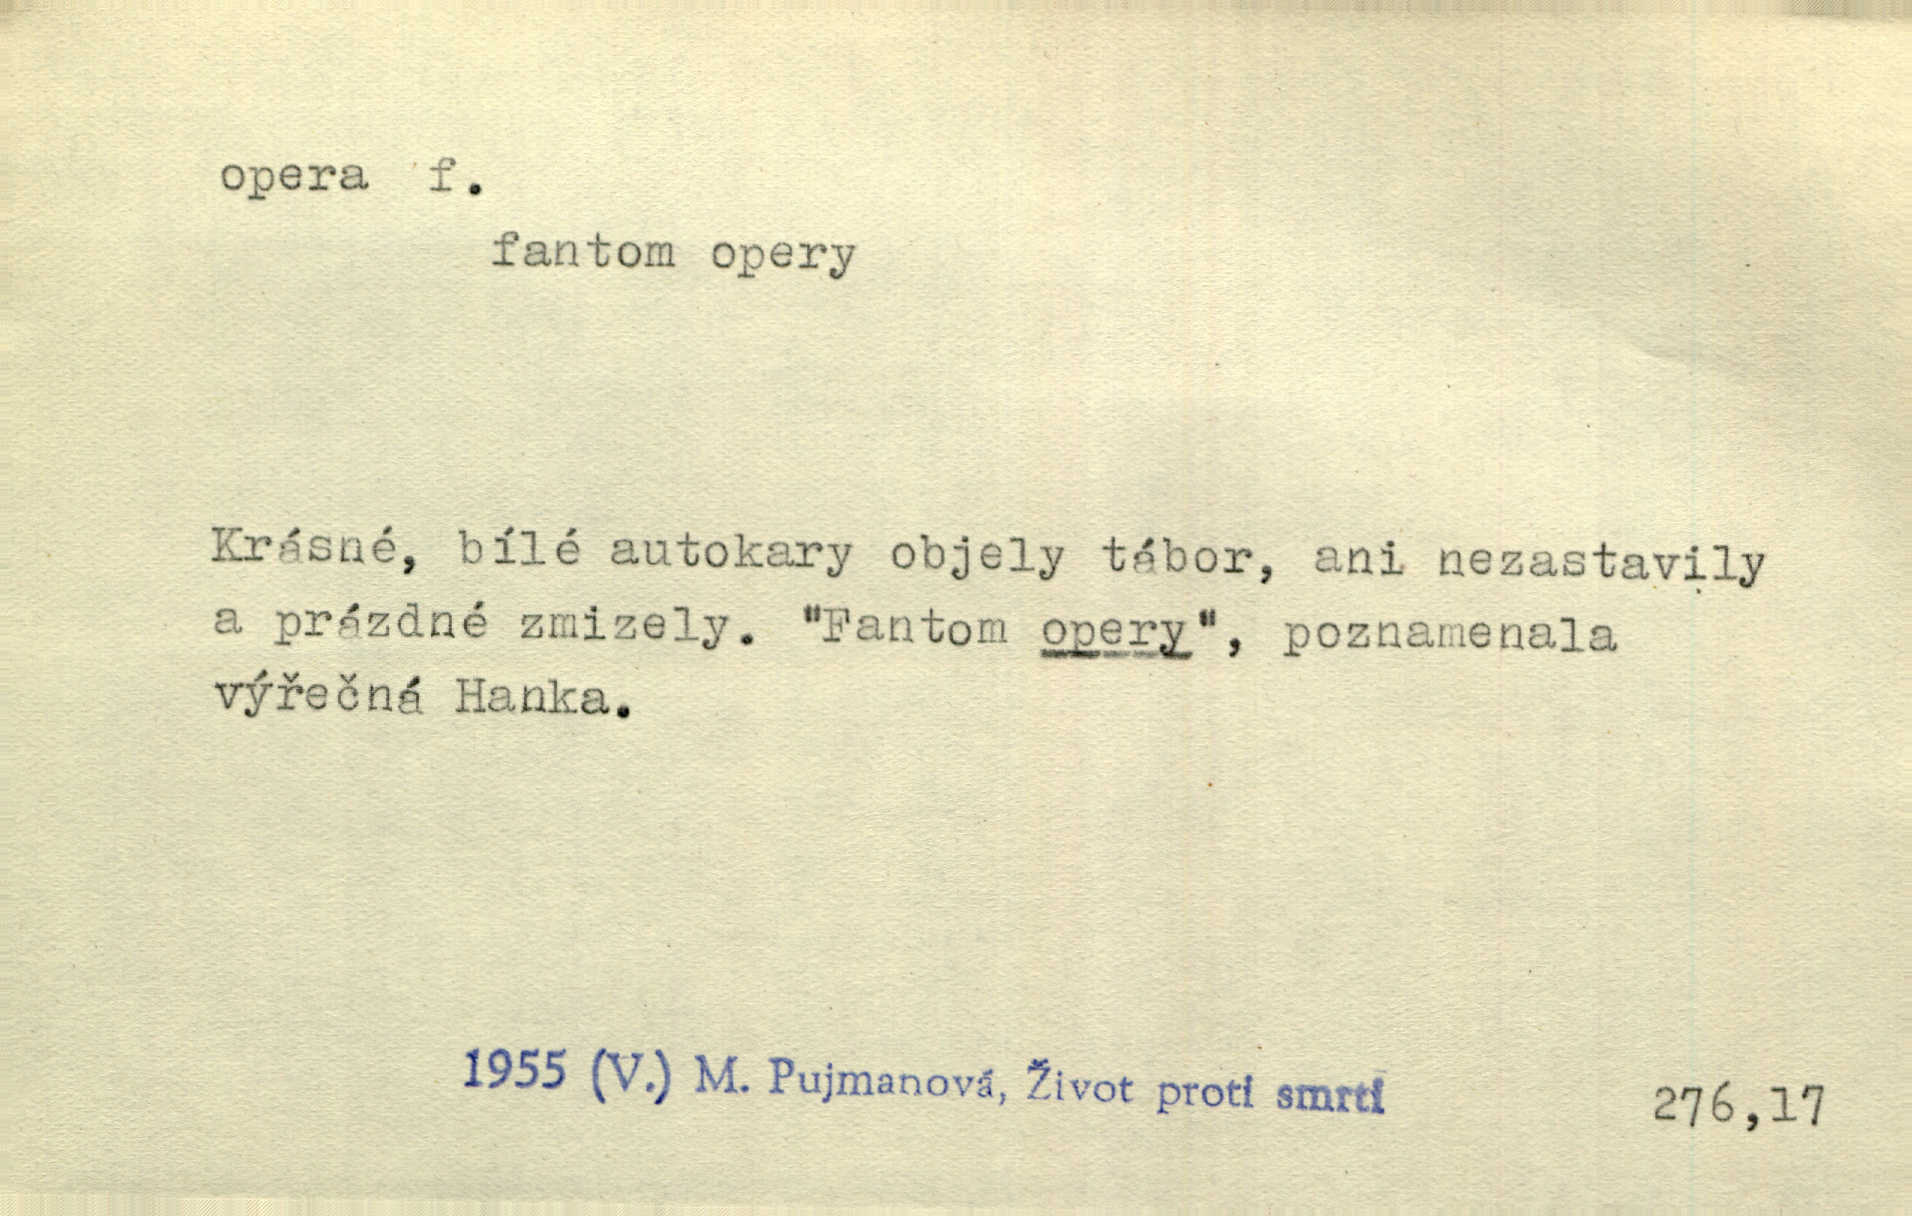 opera f.
fantom opery
Krásné, bílé autokary objely tábor, ani nezastavily
a prázdné zmizely. "Fantom opery", poznamenala
výřečná Hanka.
1955 (V.) M. Pujmanová, Život proti smrti
276,17